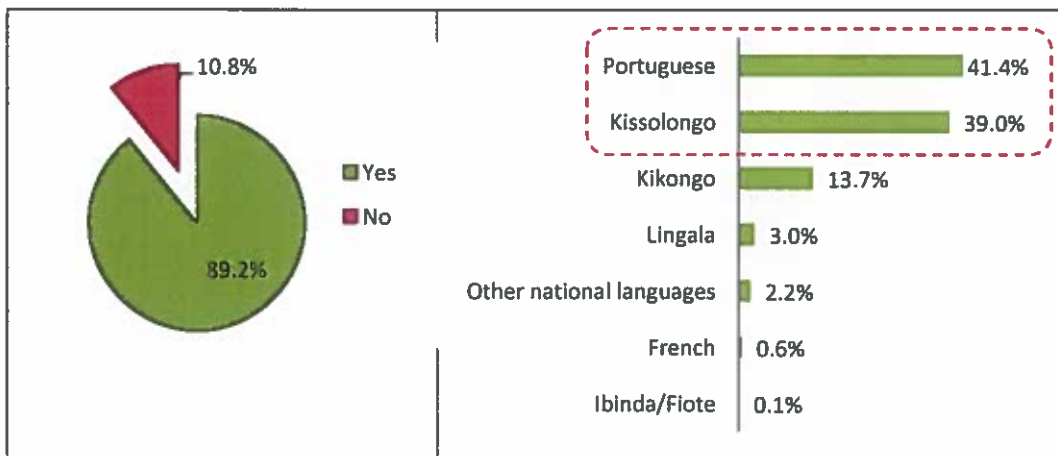 10.8%
Yes
No
89.2%
Portuguese 41.4%
Kissolongo 39.0%
Kikongo 13.7%
Lingala 3.0%
Other national languages 2.2%
French 0.6%
Ibinda/Fiote 0.1%